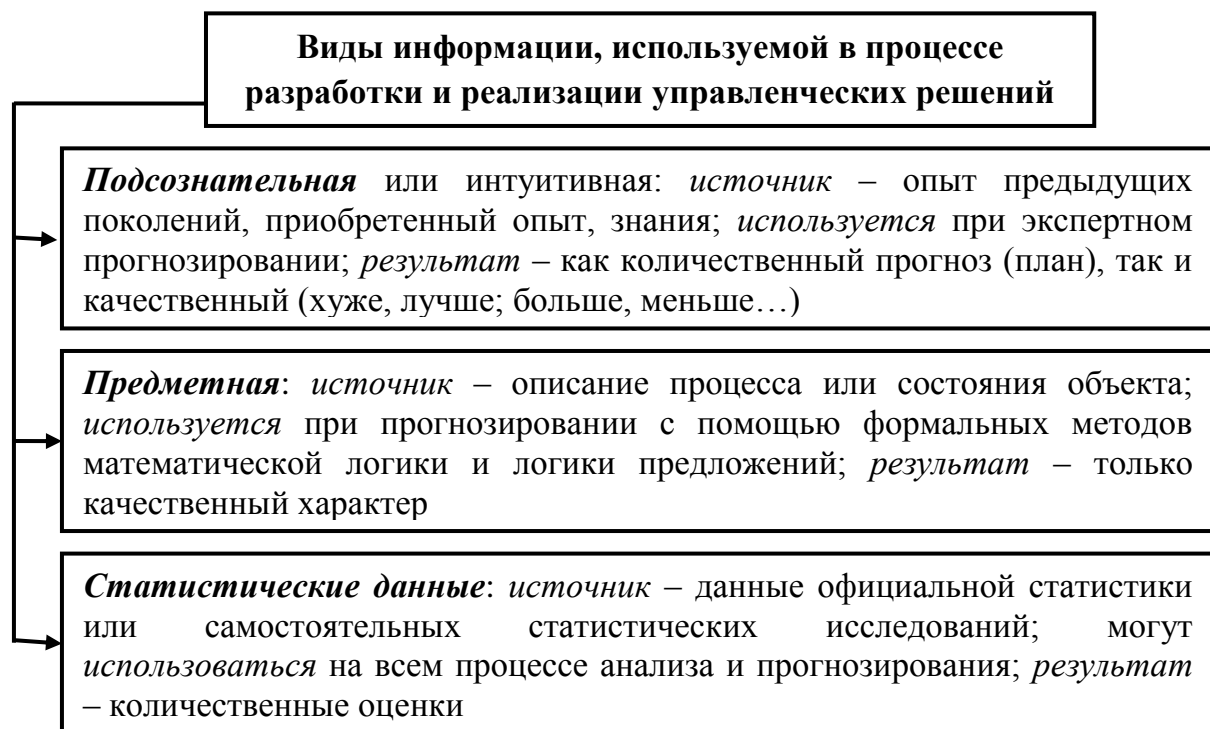 Виды информации, используемой в процессе
разработки и реализации управленческих решений
Подсознательная или интуитивная: источник – опыт предыдущих
поколений, приобретенный опыт, знания; используется при экспертном
прогнозировании; результат – как количественный прогноз (план), так и
качественный (хуже, лучше; больше, меньше…)
Предметная: источник – описание процесса или состояния объекта;
используется при прогнозировании с помощью формальных методов
математической логики и логики предложений; результат – только
качественный характер
Статистические данные: источник – данные официальной статистики
или самостоятельных статистических исследований; могут
использоваться на всем процессе анализа и прогнозирования; результат
– количественные оценки